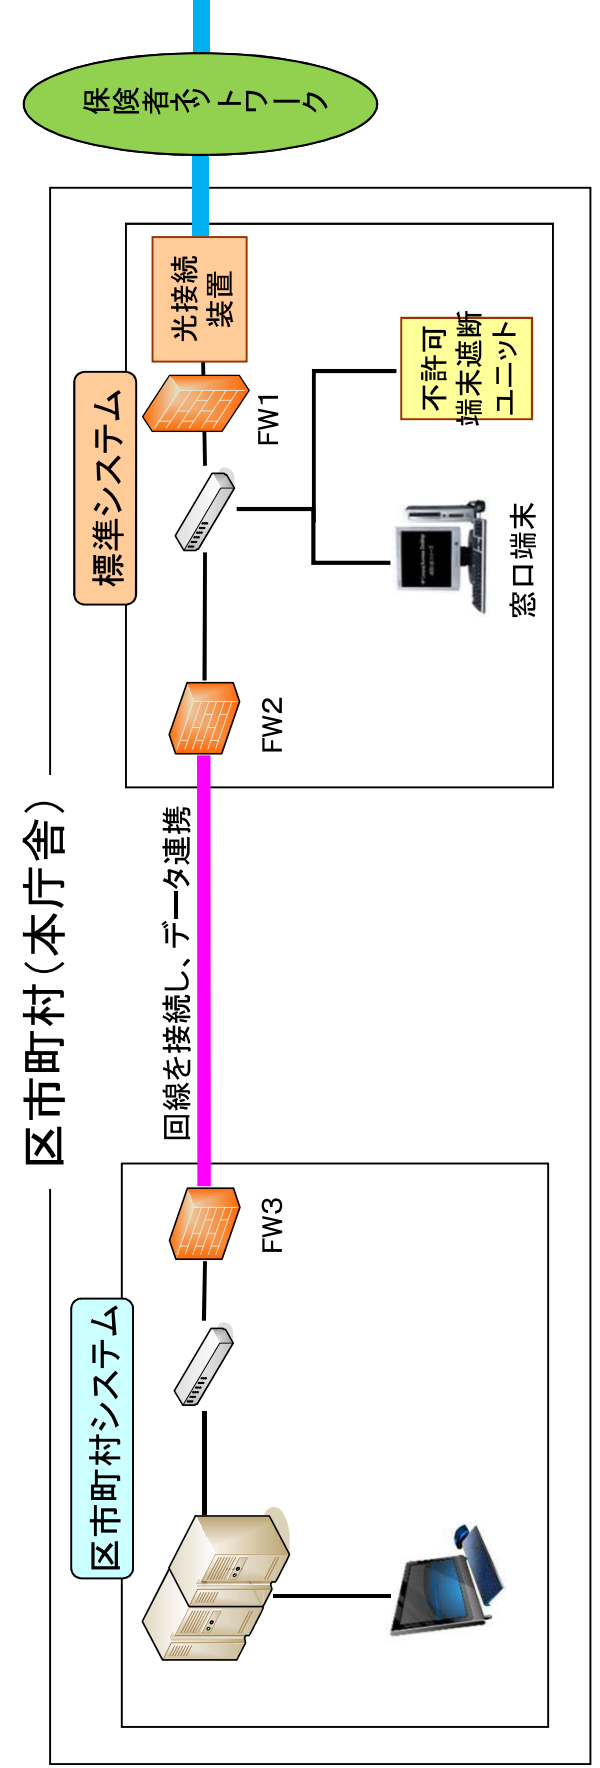 区市町村(本庁舎)
区市町村システム
標準システム
保険者ネットワーク
回線を接続し、データ連携
光接続
装置
FW3
FW2
FW1
不許可
端末遮断
ユニット
窓口端末